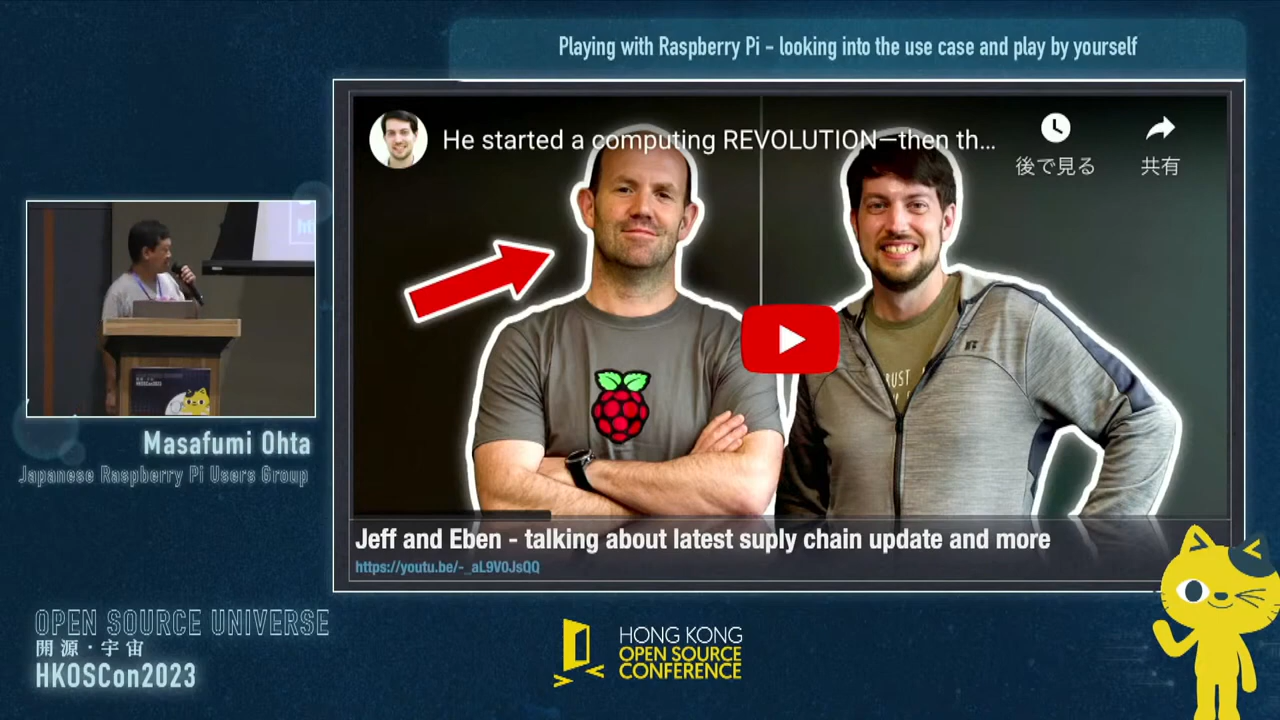 Playing with Raspberry Pi - looking into the use case and play by yourself
He started a computing REVOLUTION—then th...
後で見る
共有
Jeff and Eben - talking about latest suply chain update and more
https://youtu.be/-_aL9V0JsQQ
Masafumi Ohta
Japanese Raspberry Pi Users Group
OPEN SOURCE UNIVERSE
開源·宇宙
HKOSCon2023
HONG KONG
OPEN SOURCE
CONFERENCE